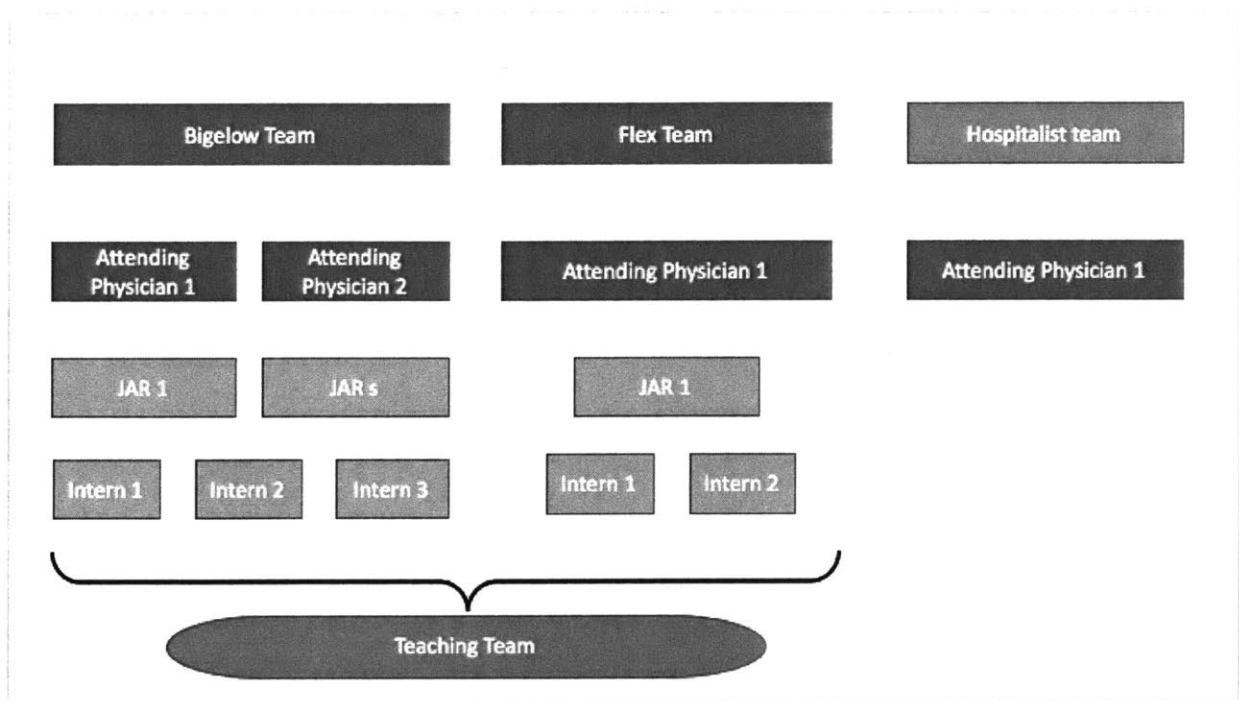 Bigelow Team
Flex Team
Hospitalist team
Attending
Physician 1
Attending
Physician 2
Attending Physician 1
Attending Physician 1
JAR 1
JAR s
JAR 1
Intern 1
Intern 2
Intern 3
Intern 1
Intern 2
Teaching Team